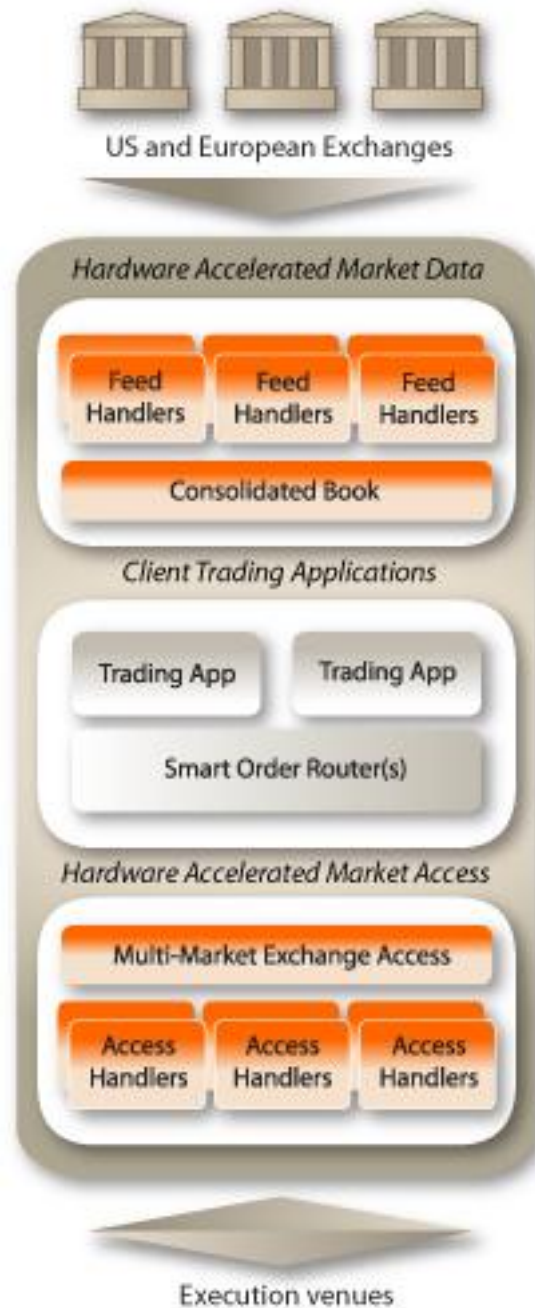 US and European Exchanges
Hardware Accelerated Market Data
Feed Feed Feed
Handlers Handlers Handlers
Consolidated Book
Client Trading Applications
Trading App Trading App
Smart Order Router(s)
Hardware Accelerated Market Access
Multi-Market Exchange Access
Access Access Access
Handlers Handlers Handlers
Execution venues